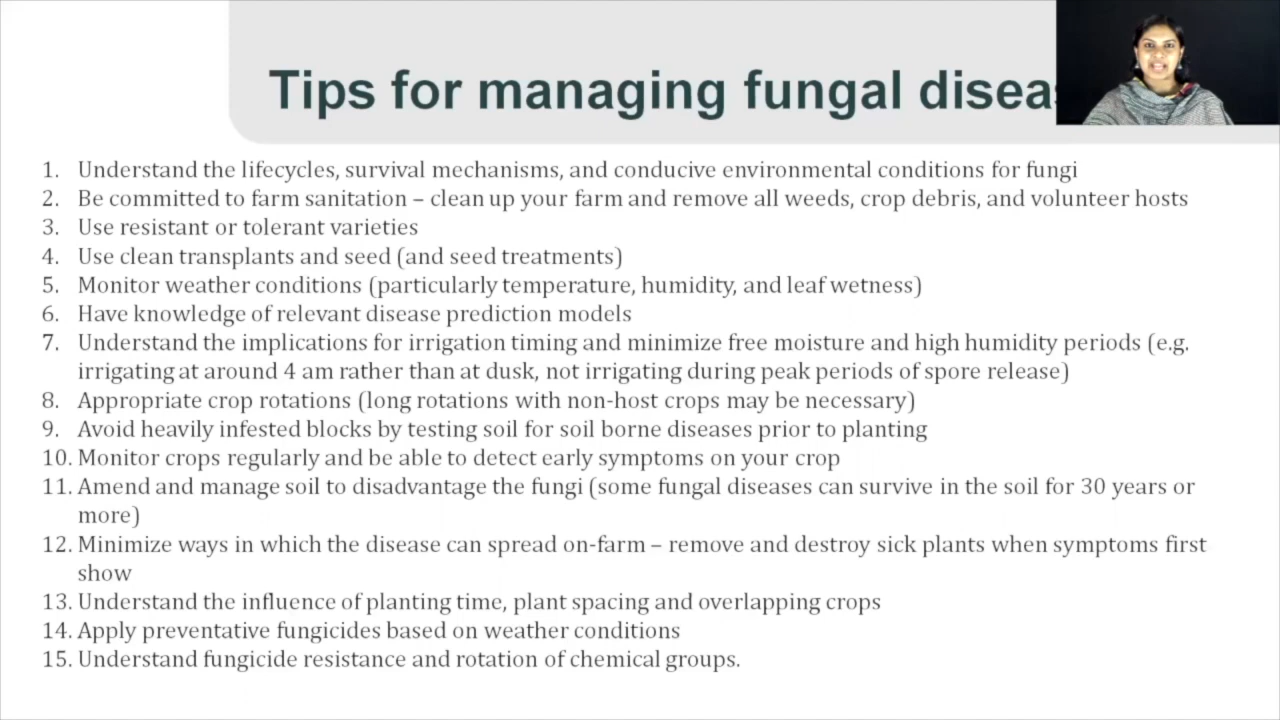 Tips for managing fungal
1. Understand the lifecycles, survival mechanisms, and conducive environmental conditions for fungi
2. Be committed to farm sanitation – clean up your farm and remove all weeds, crop debris, and volunteer hosts
3. Use resistant or tolerant varieties
4. Use clean transplants and seed (and seed treatments)
5. Monitor weather conditions (particularly temperature, humidity, and leaf wetness)
6. Have knowledge of relevant disease prediction models
7. Understand the implications for irrigation timing and minimize free moisture and high humidity periods (e.g.
irrigating at around 4 am rather than at dusk, not irrigating during peak periods of spore release)
8. Appropriate crop rotations (long rotations with non-host crops may be necessary)
9. Avoid heavily infested blocks by testing soil for soil borne diseases prior to planting
10. Monitor crops regularly and be able to detect early symptoms on your crop
11. Amend and manage soil to disadvantage the fungi (some fungal diseases can survive in the soil for 30 years or
more)
12. Minimize ways in which the disease can spread on-farm – remove and destroy sick plants when symptoms first
show
13. Understand the influence of planting time, plant spacing and overlapping crops
14. Apply preventative fungicides based on weather conditions
15. Understand fungicide resistance and rotation of chemical groups.